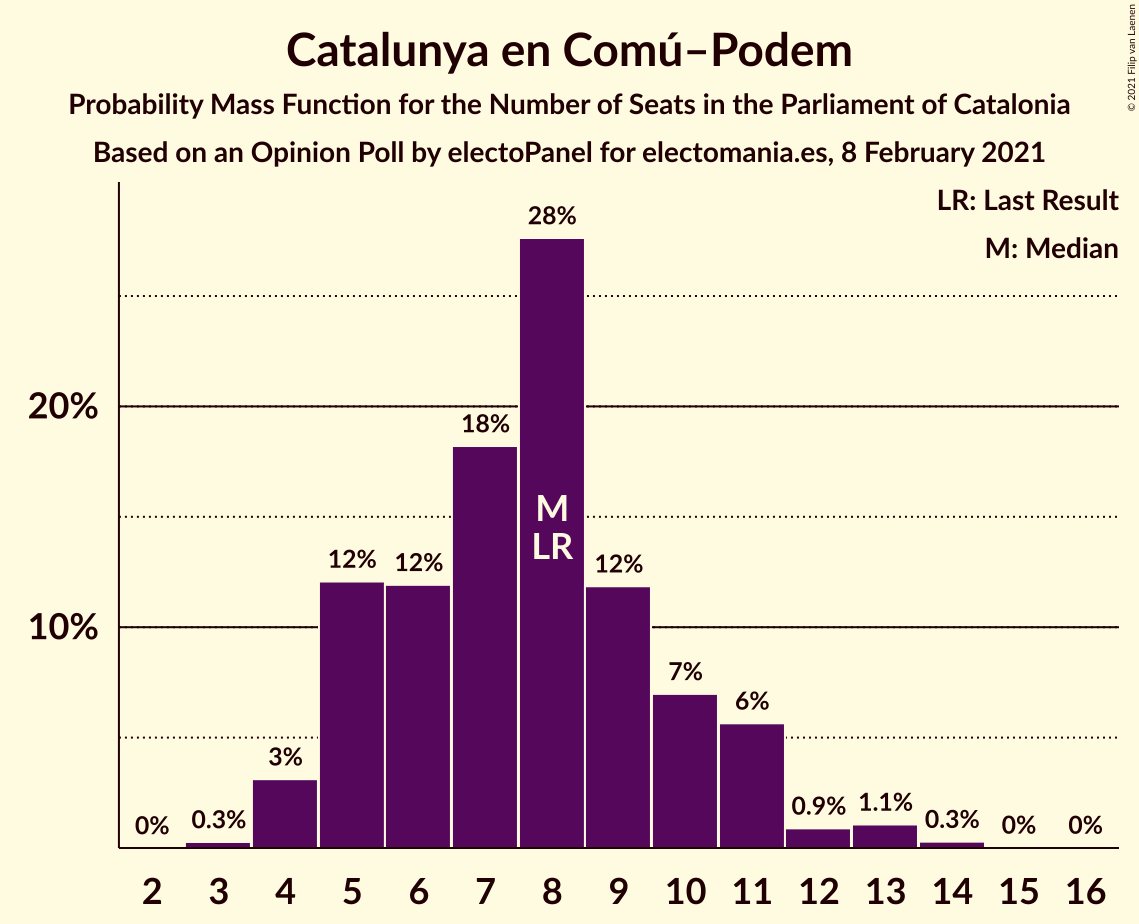 Catalunya en Comú–Podem
Probability Mass Function for the Number of Seats in the Parliament of Catalonia
Based on an Opinion Poll by electoPanel for electomania.es, 8 February 2021
© 2021 Filip van Laenen
LR: Last Result
M: Median
28%
20%
18%
M
LR
12%
12%
12%
10%
7%
6%
3%
0%
0.3%
0.9%
1.1%
0.3%
0%
0%
2 3 4 5 6 7 8 9 10 11 12 13 14 15 16